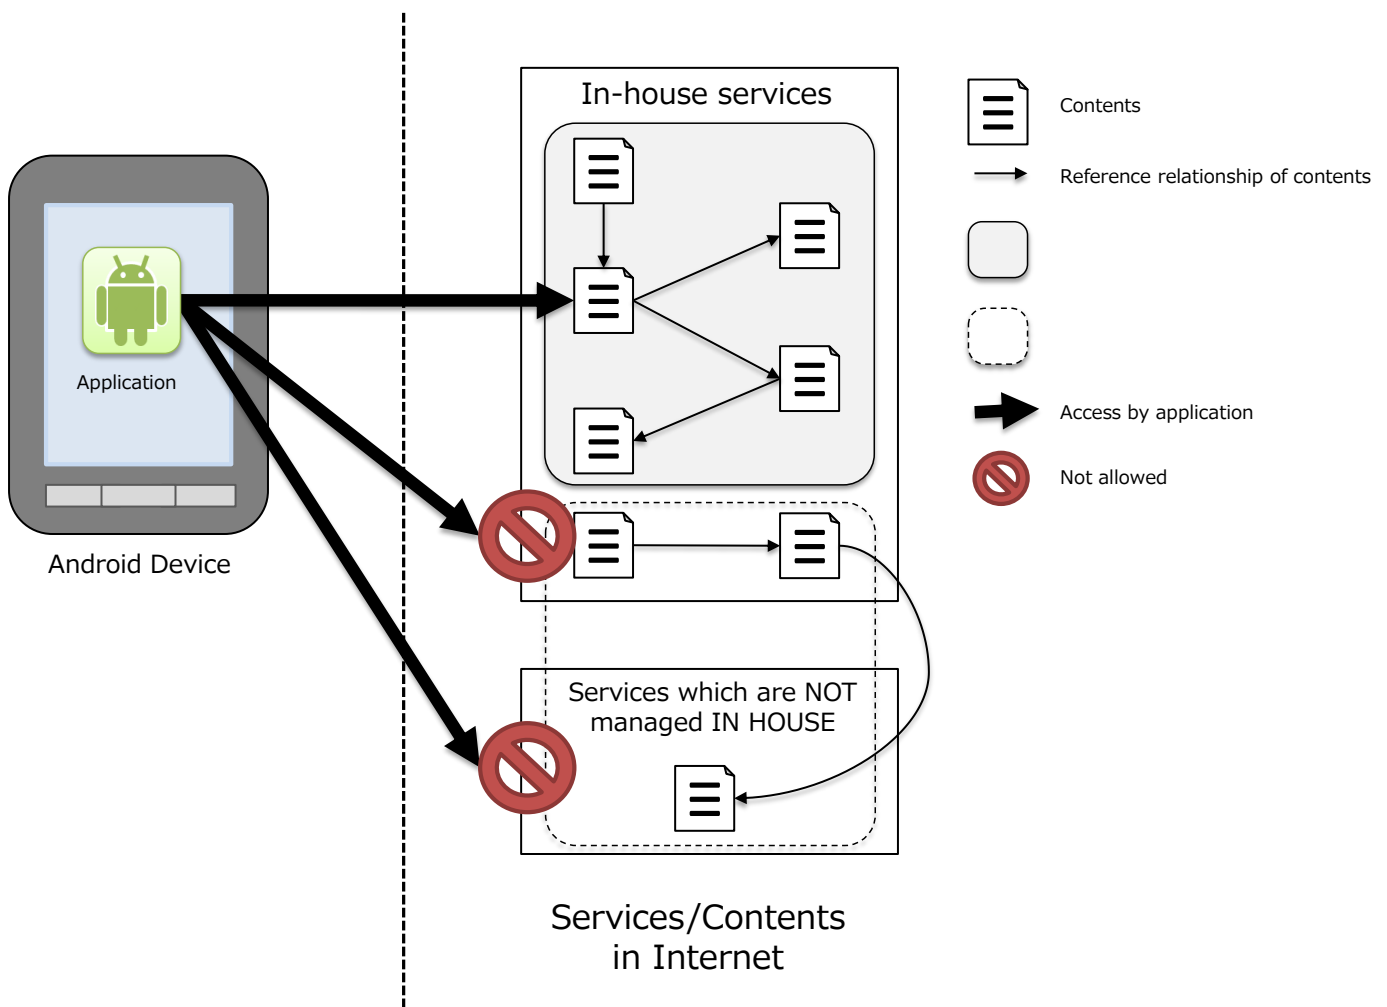 In-house services
Contents
Reference relationship of contents
Application
Access by application
Not allowed
Android Device
Services which are NOT
managed IN HOUSE
Services/Contents
in Internet